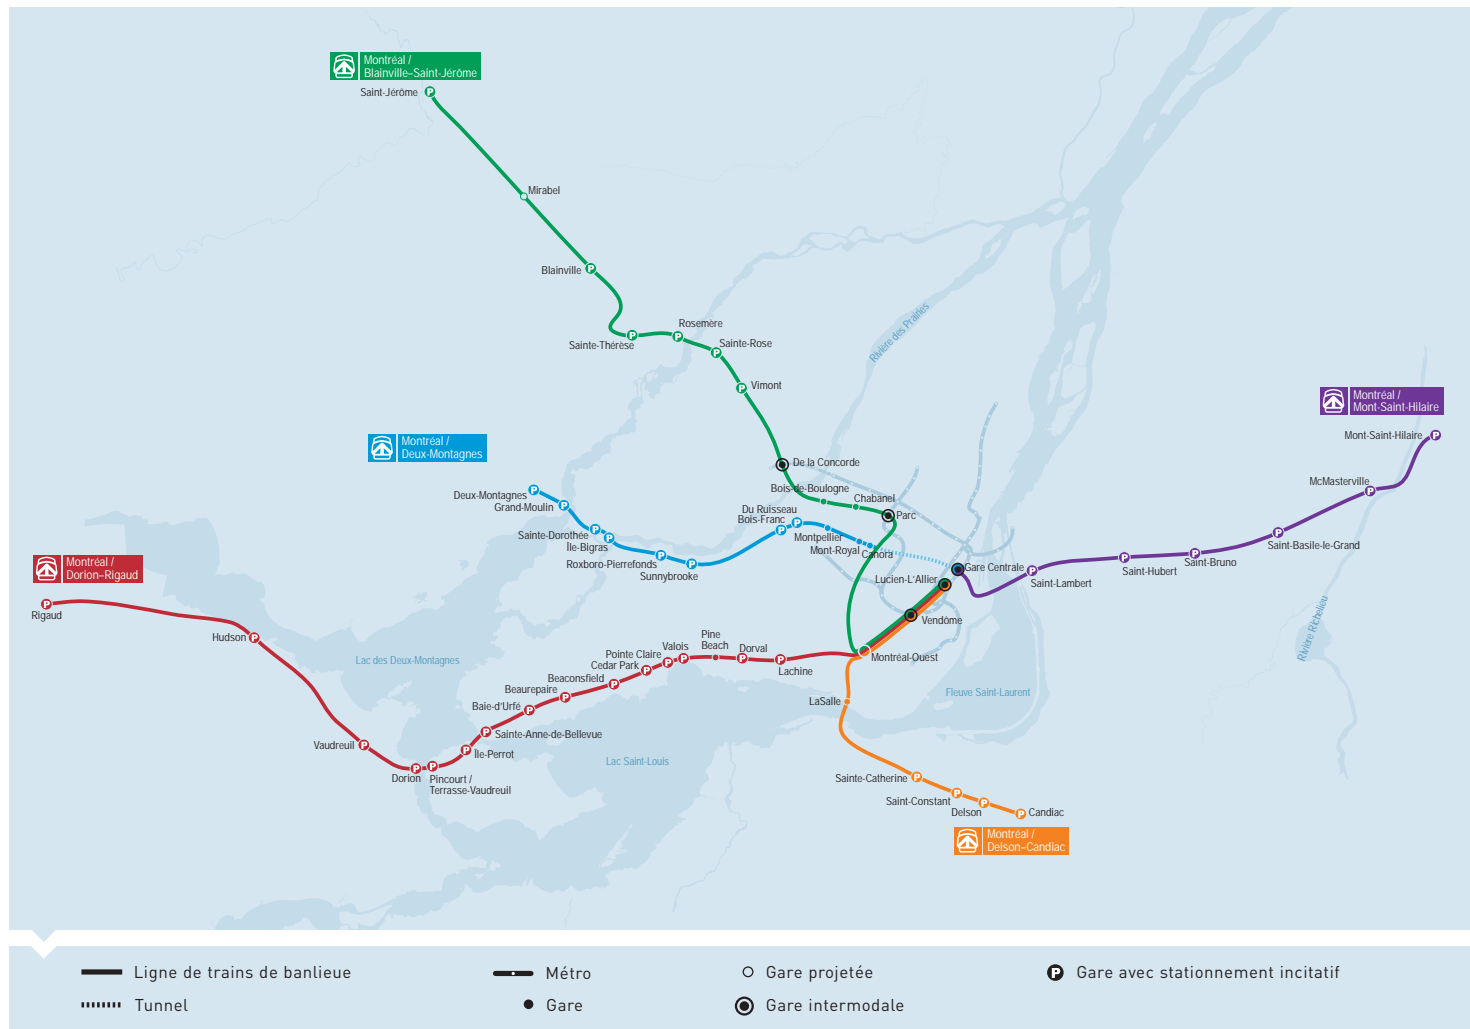 Montréal /
Blainville–Saint-Jérôme
Saint-Jérôme
Mirabel
Blainville
Sainte-Thérèse
Rosemère
Sainte-Rose
Vimont
Rivière des Prairies
De la Concorde
Bois-de-Boulogne
Chabanel
Parc
Montréal /
Deux-Montagnes
Deux-Montagnes
Grand-Moulin
Sainte-Dorothée
Île-Bigras
Roxboro-Pierrefonds
Sunnybrooke
Du Ruisseau
Bois-Franc
Montpellier
Mont-Royal
Canora
Gare Centrale
Lucien-L'Allier
Vendôme
Montréal-Ouest
Montréal /
Mont-Saint-Hilaire
Mont-Saint-Hilaire
McMasterville
Saint-Basile-le-Grand
Saint-Bruno
Saint-Hubert
Saint-Lambert
Rivière Richelieu
Montréal /
Dorion–Rigaud
Rigaud
Hudson
Lac des Deux-Montagnes
Vaudreuil
Dorion
Pincourt /
Terrasse-Vaudreuil
Île-Perrot
Sainte-Anne-de-Bellevue
Baie-d'Urfé
Beaurepaire
Beaconsfield
Cedar Park
Pointe Claire
Valois
Pine
Beach
Dorval
Lachine
Lac Saint-Louis
Fleuve Saint-Laurent
LaSalle
Sainte-Catherine
Saint-Constant
Delson
Candiac
Montréal /
Delson–Candiac
Ligne de trains de banlieue
Métro
Gare projetée
P Gare avec stationnement incitatif
Tunnel
Gare
Gare intermodale